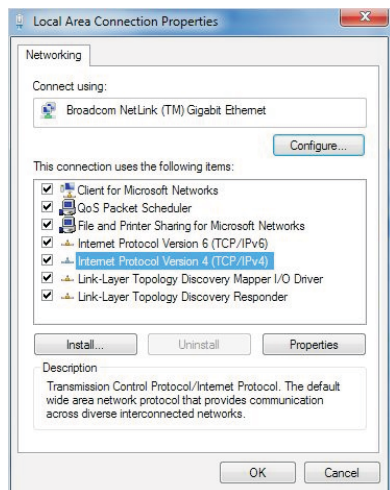 Local Area Connection Properties
Networking
Connect using:
Broadcom NetLink (TM) Gigabit Ethernet
Configure...
This connection uses the following items:
Client for Microsoft Networks
QoS Packet Scheduler
File and Printer Sharing for Microsoft Networks
Internet Protocol Version 6 (TCP/IPv6)
Internet Protocol Version 4 (TCP/IPv4)
Link-Layer Topology Discovery Mapper I/O Driver
Link-Layer Topology Discovery Responder
Install... Uninstall Properties
Description
Transmission Control Protocol/Internet Protocol. The default
wide area network protocol that provides communication
across diverse interconnected networks.
OK Cancel